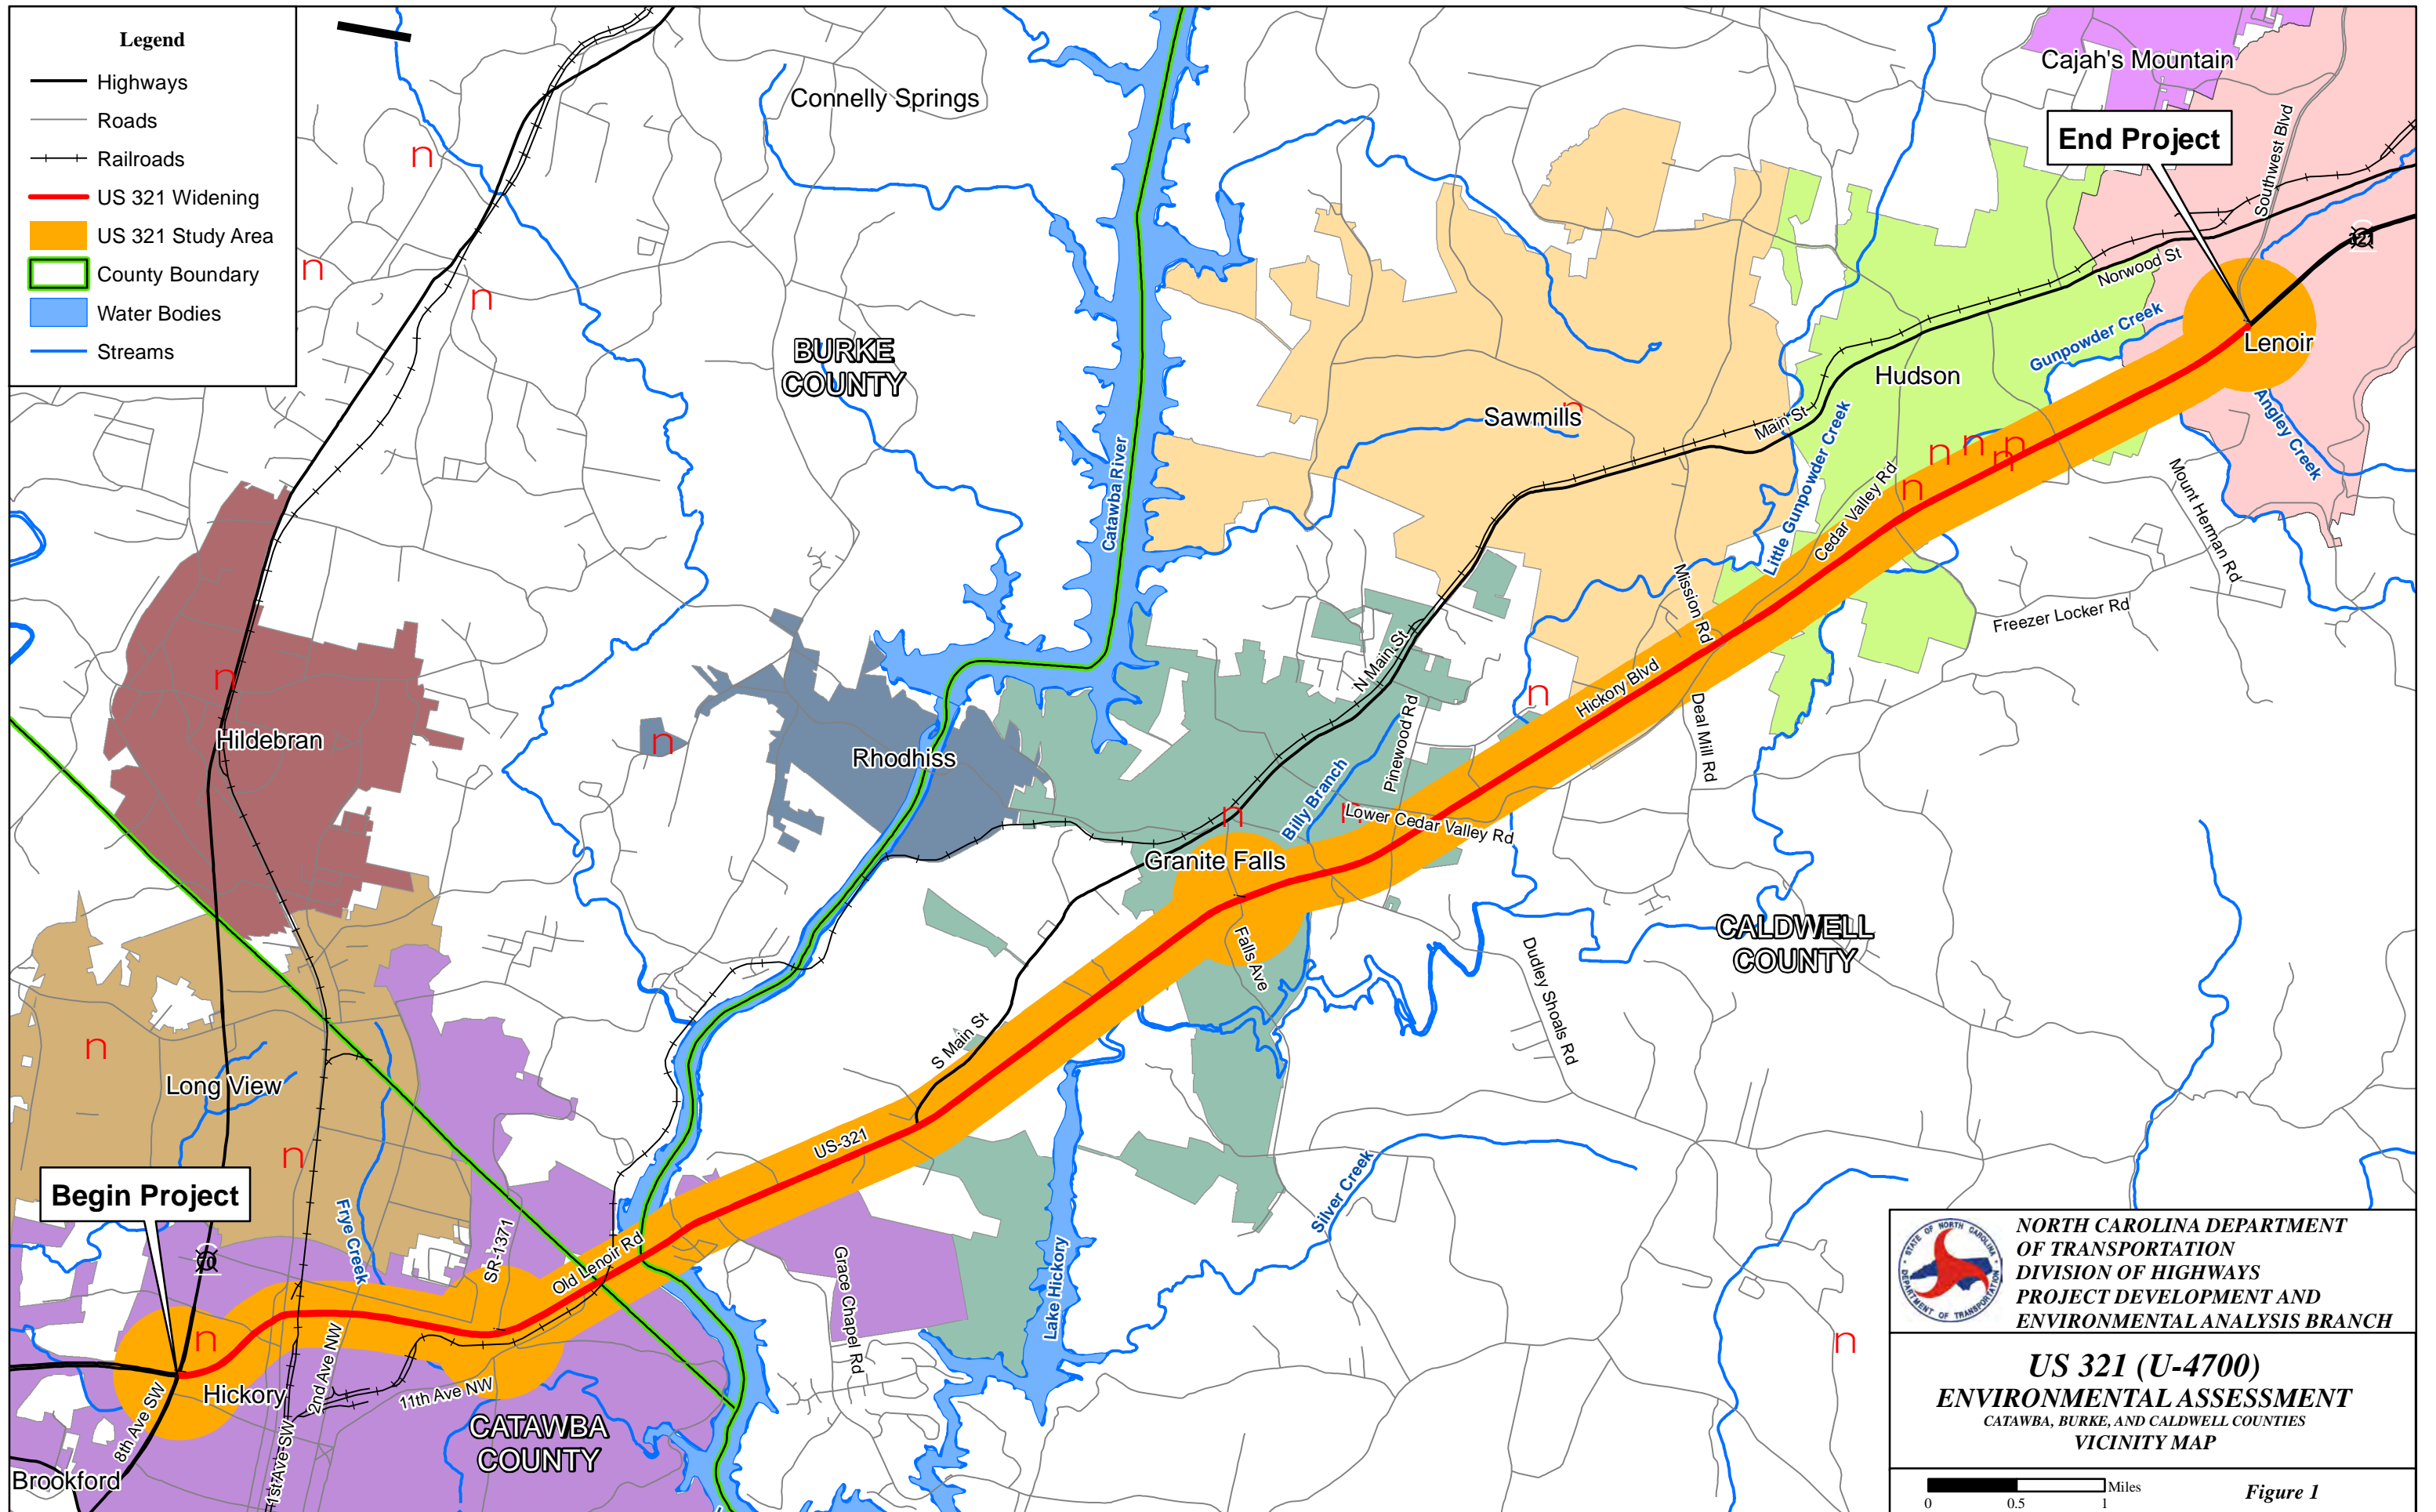 Legend
Highways
Roads
Railroads
US 321 Widening
US 321 Study Area
County Boundary
Water Bodies
Streams
Connelly Springs
Cajah's Mountain
End Project
Southwest Blvd
n
n
n
BURKE
COUNTY
Norwood St
321
Gunpowder Creek
Lenoir
Hudson
Sawmills
n
Main St
Angley Creek
Catawba River
n
n
n
n
n
Little Gunpowder Creek
Cedar Valley Rd
Mount Herman Rd
Mission Rd
Freezer Locker Rd
n
Hildebran
n
Rhodhiss
N Main St
Pinewood Rd
n
Hickory Blvd
Deal Mill Rd
Billy Branch
n
n
Lower Cedar Valley Rd
Granite Falls
Falls Ave
CALDWELL
COUNTY
Dudley Shoals Rd
n
Long View
S Main St
US-321
n
Begin Project
Frye Creek
SR-1371
Old Lenoir Rd
Silver Creek
Grace Chapel Rd
Lake Hickory
70
n
n
Hickory
2nd Ave NW
11th Ave NW
8th Ave SW
1st Ave SW
CATAWBA
COUNTY
Brookford
STATE OF NORTH CAROLINA
DEPARTMENT OF TRANSPORTATION
NORTH CAROLINA DEPARTMENT
OF TRANSPORTATION
DIVISION OF HIGHWAYS
PROJECT DEVELOPMENT AND
ENVIRONMENTAL ANALYSIS BRANCH
US 321 (U-4700)
ENVIRONMENTAL ASSESSMENT
CATAWBA, BURKE, AND CALDWELL COUNTIES
VICINITY MAP
Miles
0 0.5 1
Figure 1